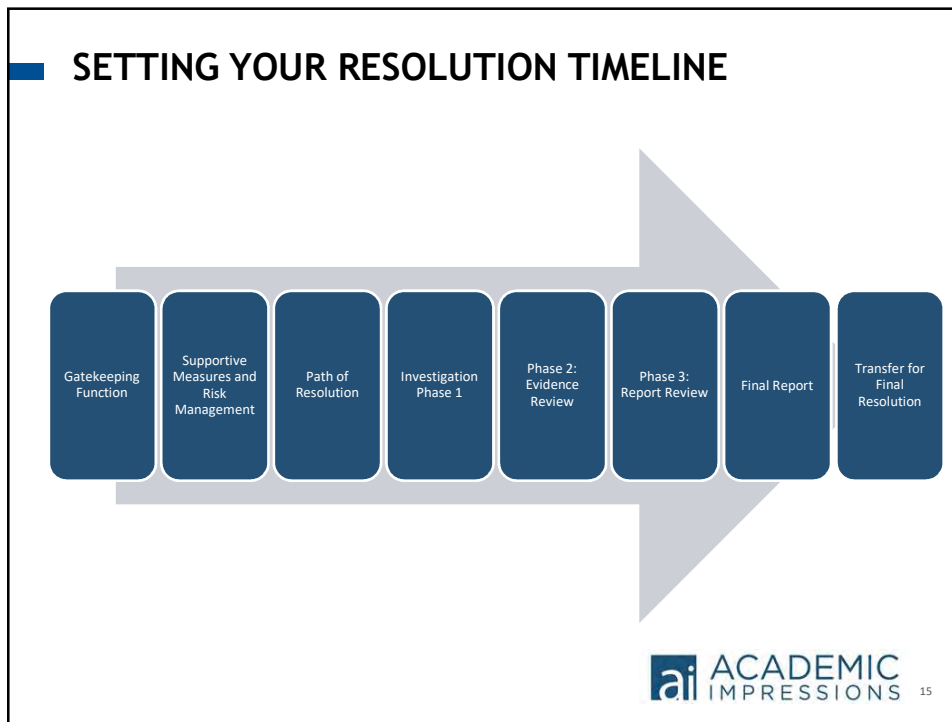 SETTING YOUR RESOLUTION TIMELINE
Gatekeeping
Function
Supportive
Measures and
Risk
Management
Path of
Resolution
Investigation
Phase 1
Phase 2:
Evidence
Review
Phase 3:
Report Review
Final Report
Transfer for
Final
Resolution
ai ACADEMIC
IMPRESSIONS
15